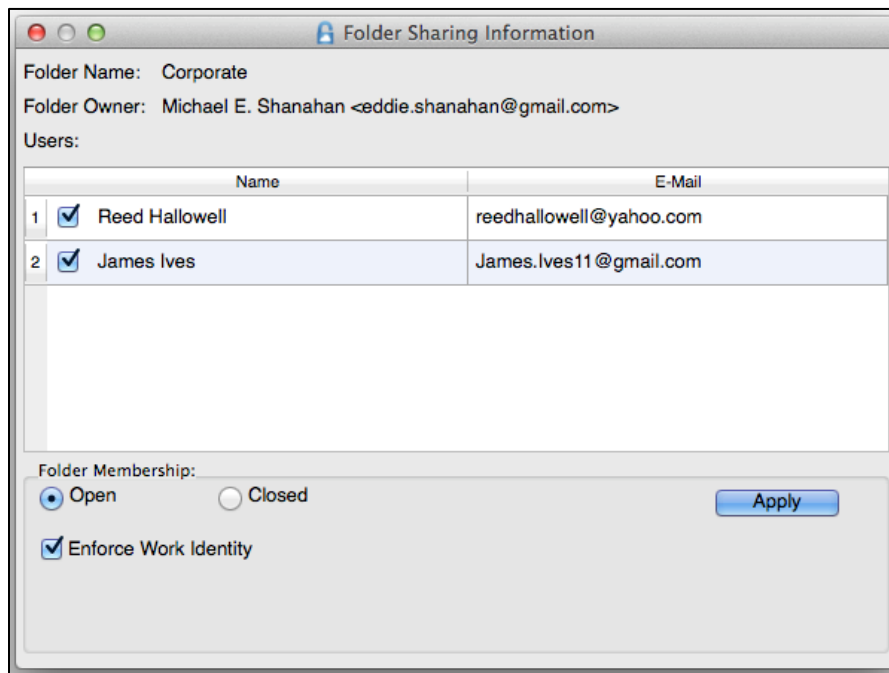 Folder Sharing Information
Folder Name: Corporate
Folder Owner: Michael E. Shanahan <eddie.shanahan@gmail.com>
Users:
Name E-Mail
1 Reed Hallowell reedhallowell@yahoo.com
2 James Ives James.Ives11@gmail.com
Folder Membership:
Open Closed Apply
Enforce Work Identity